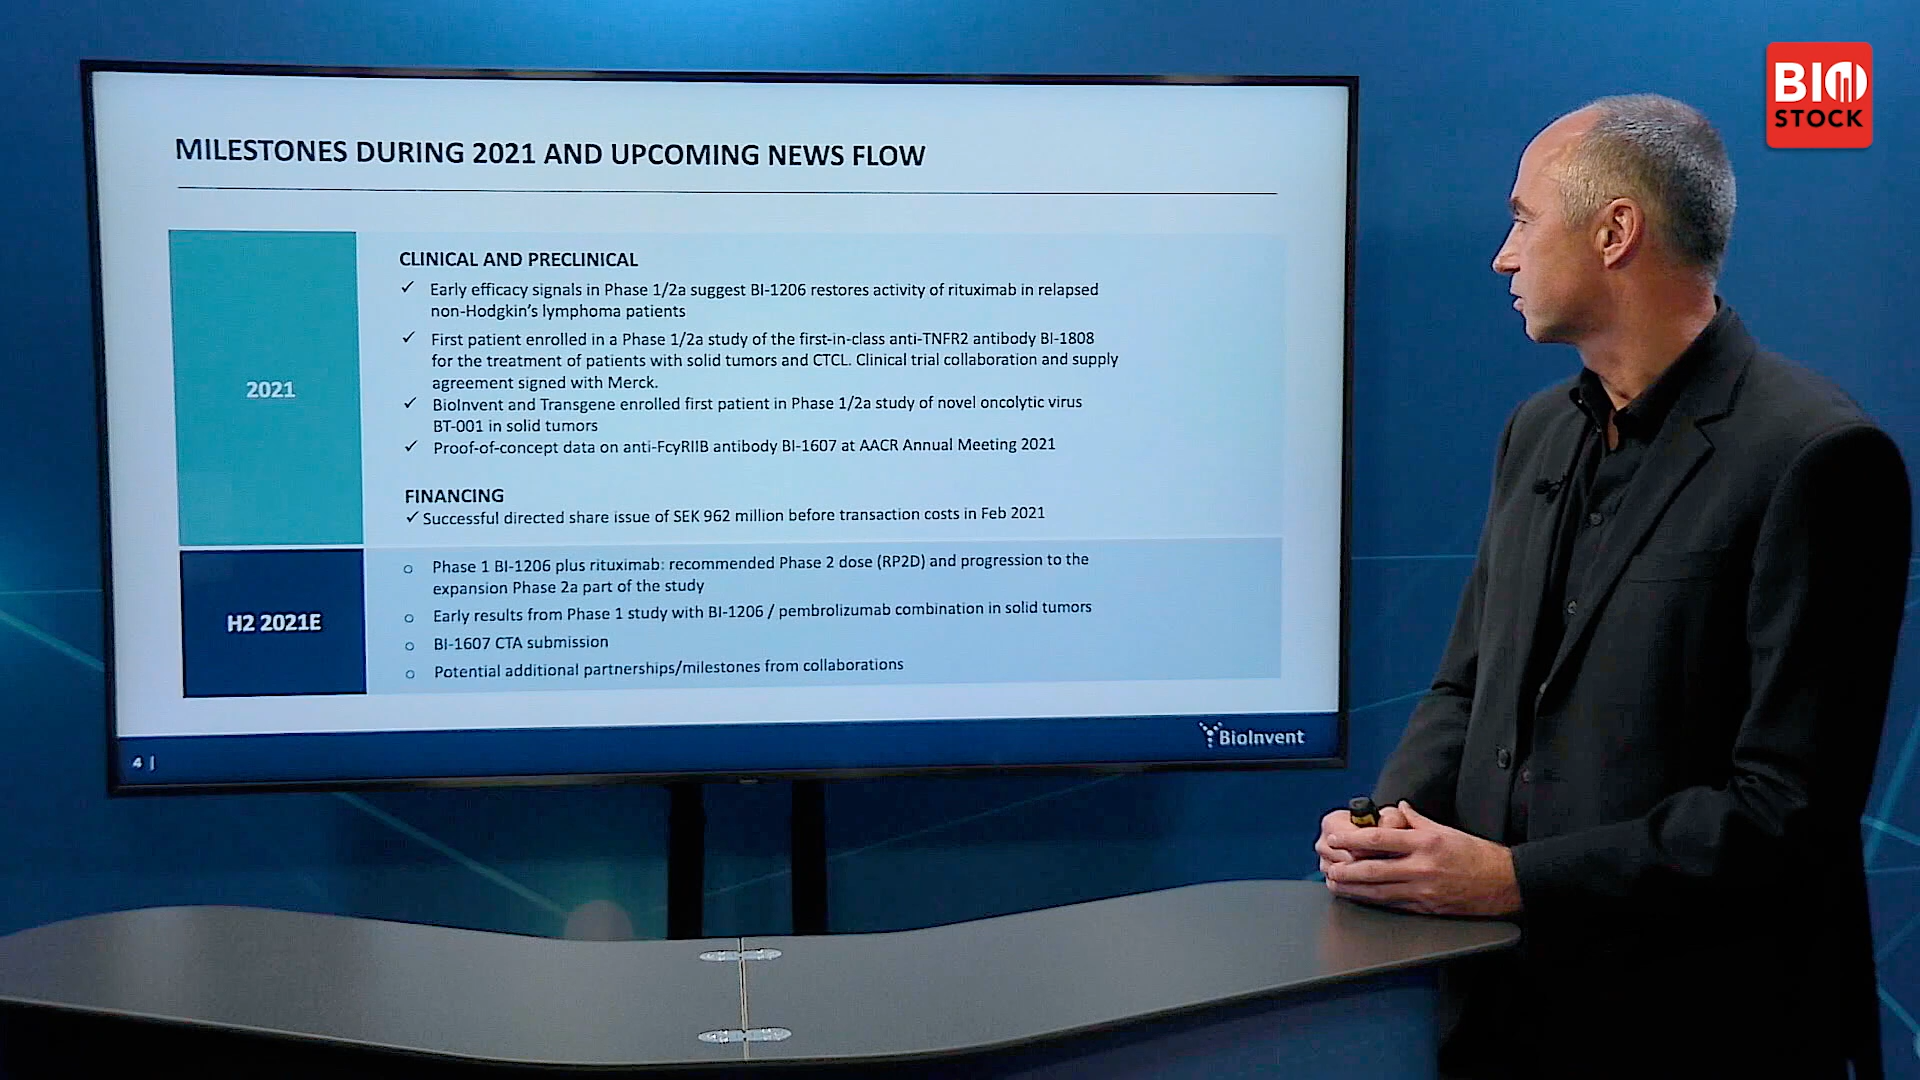 BIO
STOCK
MILESTONES DURING 2021 AND UPCOMING NEWS FLOW
2021
CLINICAL AND PRECLINICAL
✓ Early efficacy signals in Phase 1/2a suggest BI-1206 restores activity of rituximab in relapsed
non-Hodgkin's lymphoma patients
✓ First patient enrolled in a Phase 1/2a study of the first-in-class anti-TNFR2 antibody BI-1808
for the treatment of patients with solid tumors and CTCL. Clinical trial collaboration and supply
agreement signed with Merck.
✓ BioInvent and Transgene enrolled first patient in Phase 1/2a study of novel oncolytic virus
BT-001 in solid tumors
✓ Proof-of-concept data on anti-FcyRIIB antibody BI-1607 at AACR Annual Meeting 2021
FINANCING
✓ Successful directed share issue of SEK 962 million before transaction costs in Feb 2021
H2 2021E
o Phase 1 BI-1206 plus rituximab: recommended Phase 2 dose (RP2D) and progression to the
expansion Phase 2a part of the study
o Early results from Phase 1 study with BI-1206 / pembrolizumab combination in solid tumors
o BI-1607 CTA submission
o Potential additional partnerships/milestones from collaborations
4 |
BioInvent